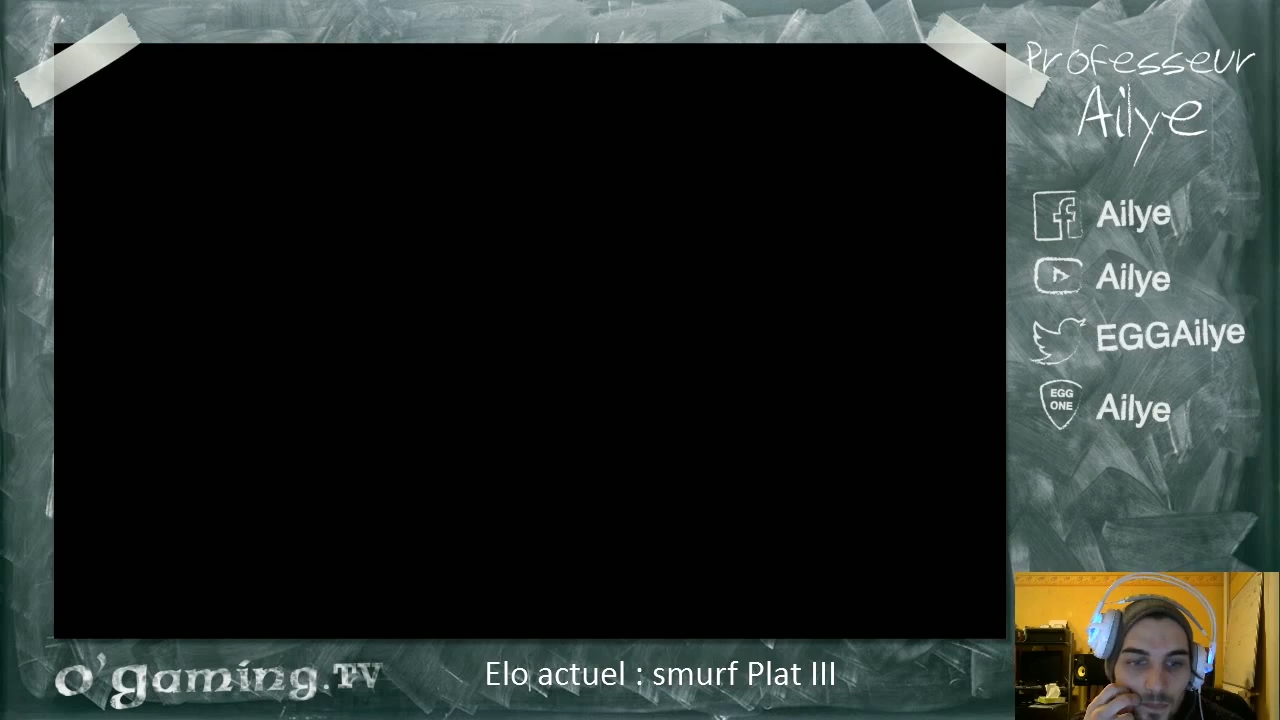 Professeur
Ailye
Ailye
Ailye
EGGAilye
EGG
ONE
Ailye
O'Gaming.TV
Elo actuel : smurf Plat III